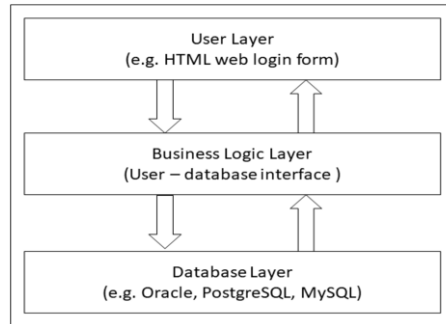 User Layer
(e.g. HTML web login form)
Business Logic Layer
(User – database interface )
Database Layer
(e.g. Oracle, PostgreSQL, MySQL)